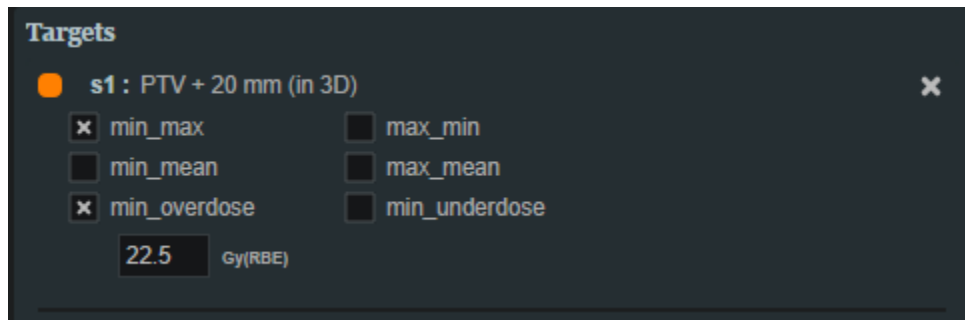 Targets
s1 : PTV + 20 mm (in 3D)
min_max max_min
min_mean max_mean
min_overdose min_underdose
22.5 Gy(RBE)